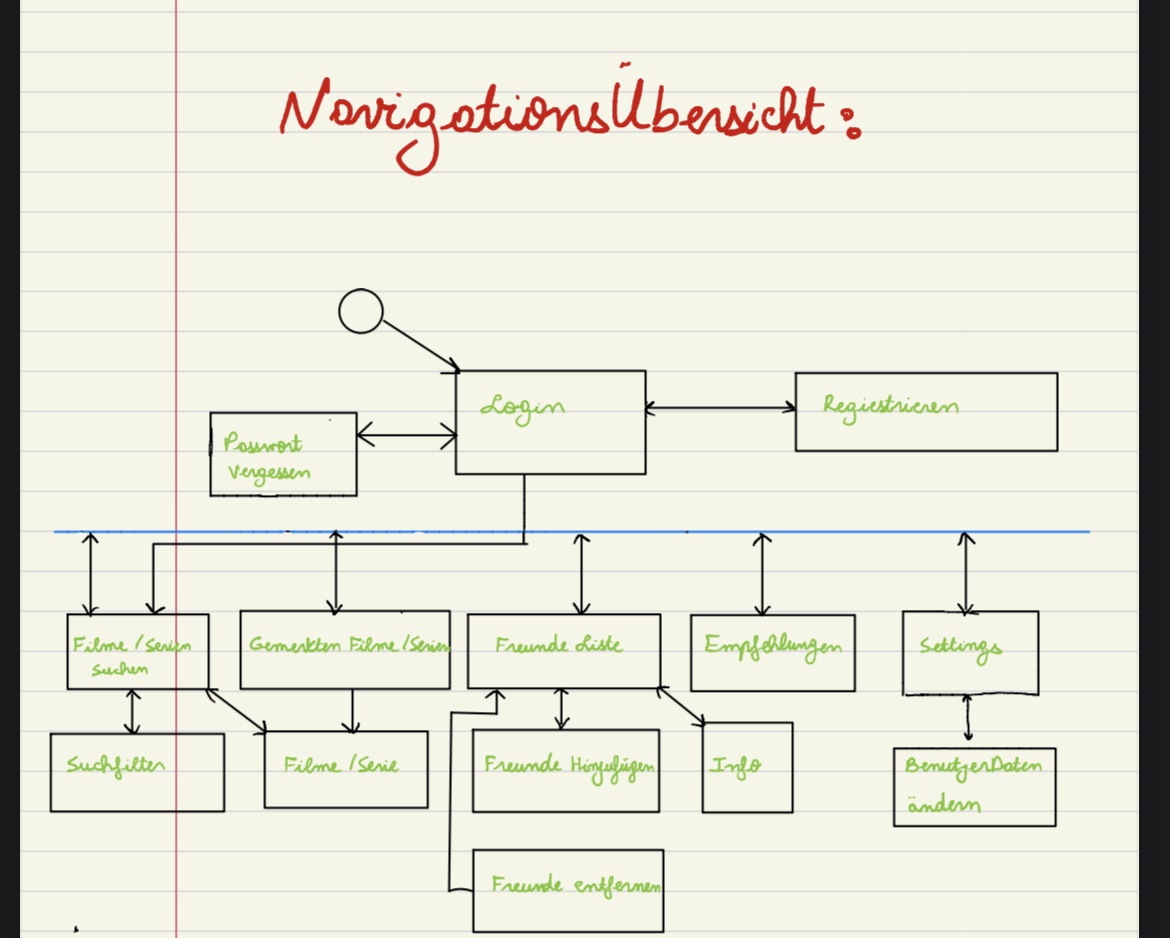 NavigationsÜbersicht:
Login
Regiestrieren
Passwort
Vergessen
Filme/Serien
suchen
Gemerkten Filme/Serien
Freunde Liste
Empfehlungen
Settings
Suchfilter
Filme/Serie
Freunde Hinzufügen
Info
BenutzerDaten
ändern
Freunde entfernen